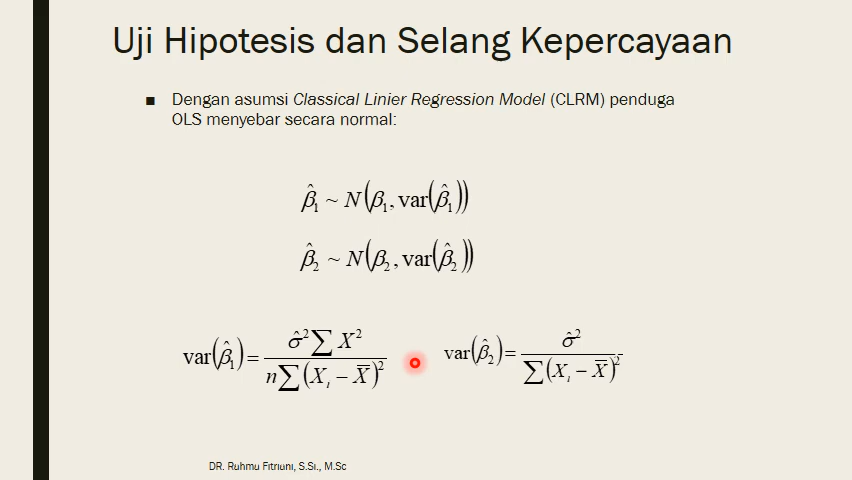 Uji Hipotesis dan Selang Kepercayaan
■ Dengan asumsi Classical Linier Regression Model (CLRM) penduga
OLS menyebar secara normal:
β̂₁ ~ N(β₁, var(β̂₁))
β̂₂ ~ N(β₂, var(β̂₂))
var(β̂₁) = σ̂² ∑ X² / n∑(Xᵢ − X̅)²
var(β̂₂) = σ̂² / ∑(Xᵢ − X̅)²
DR. Rahma Fitriani, S.Si., M.Sc